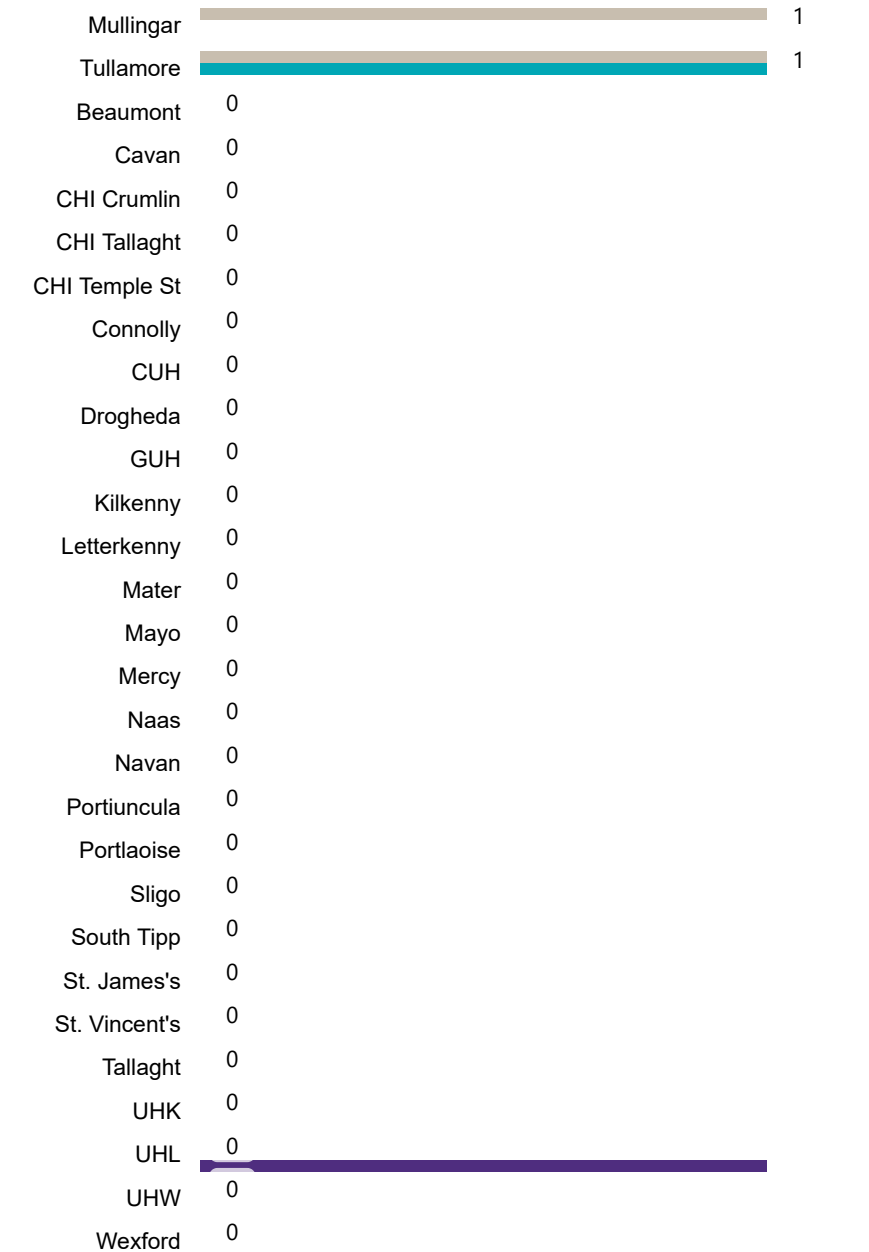 Mullingar 1
Tullamore 1
Beaumont 0
Cavan 0
CHI Crumlin 0
CHI Tallaght 0
CHI Temple St 0
Connolly 0
CUH 0
Drogheda 0
GUH 0
Kilkenny 0
Letterkenny 0
Mater 0
Mayo 0
Mercy 0
Naas 0
Navan 0
Portiuncula 0
Portlaoise 0
Sligo 0
South Tipp 0
St. James's 0
St. Vincent's 0
Tallaght 0
UHK 0
UHL 0
UHW 0
Wexford 0